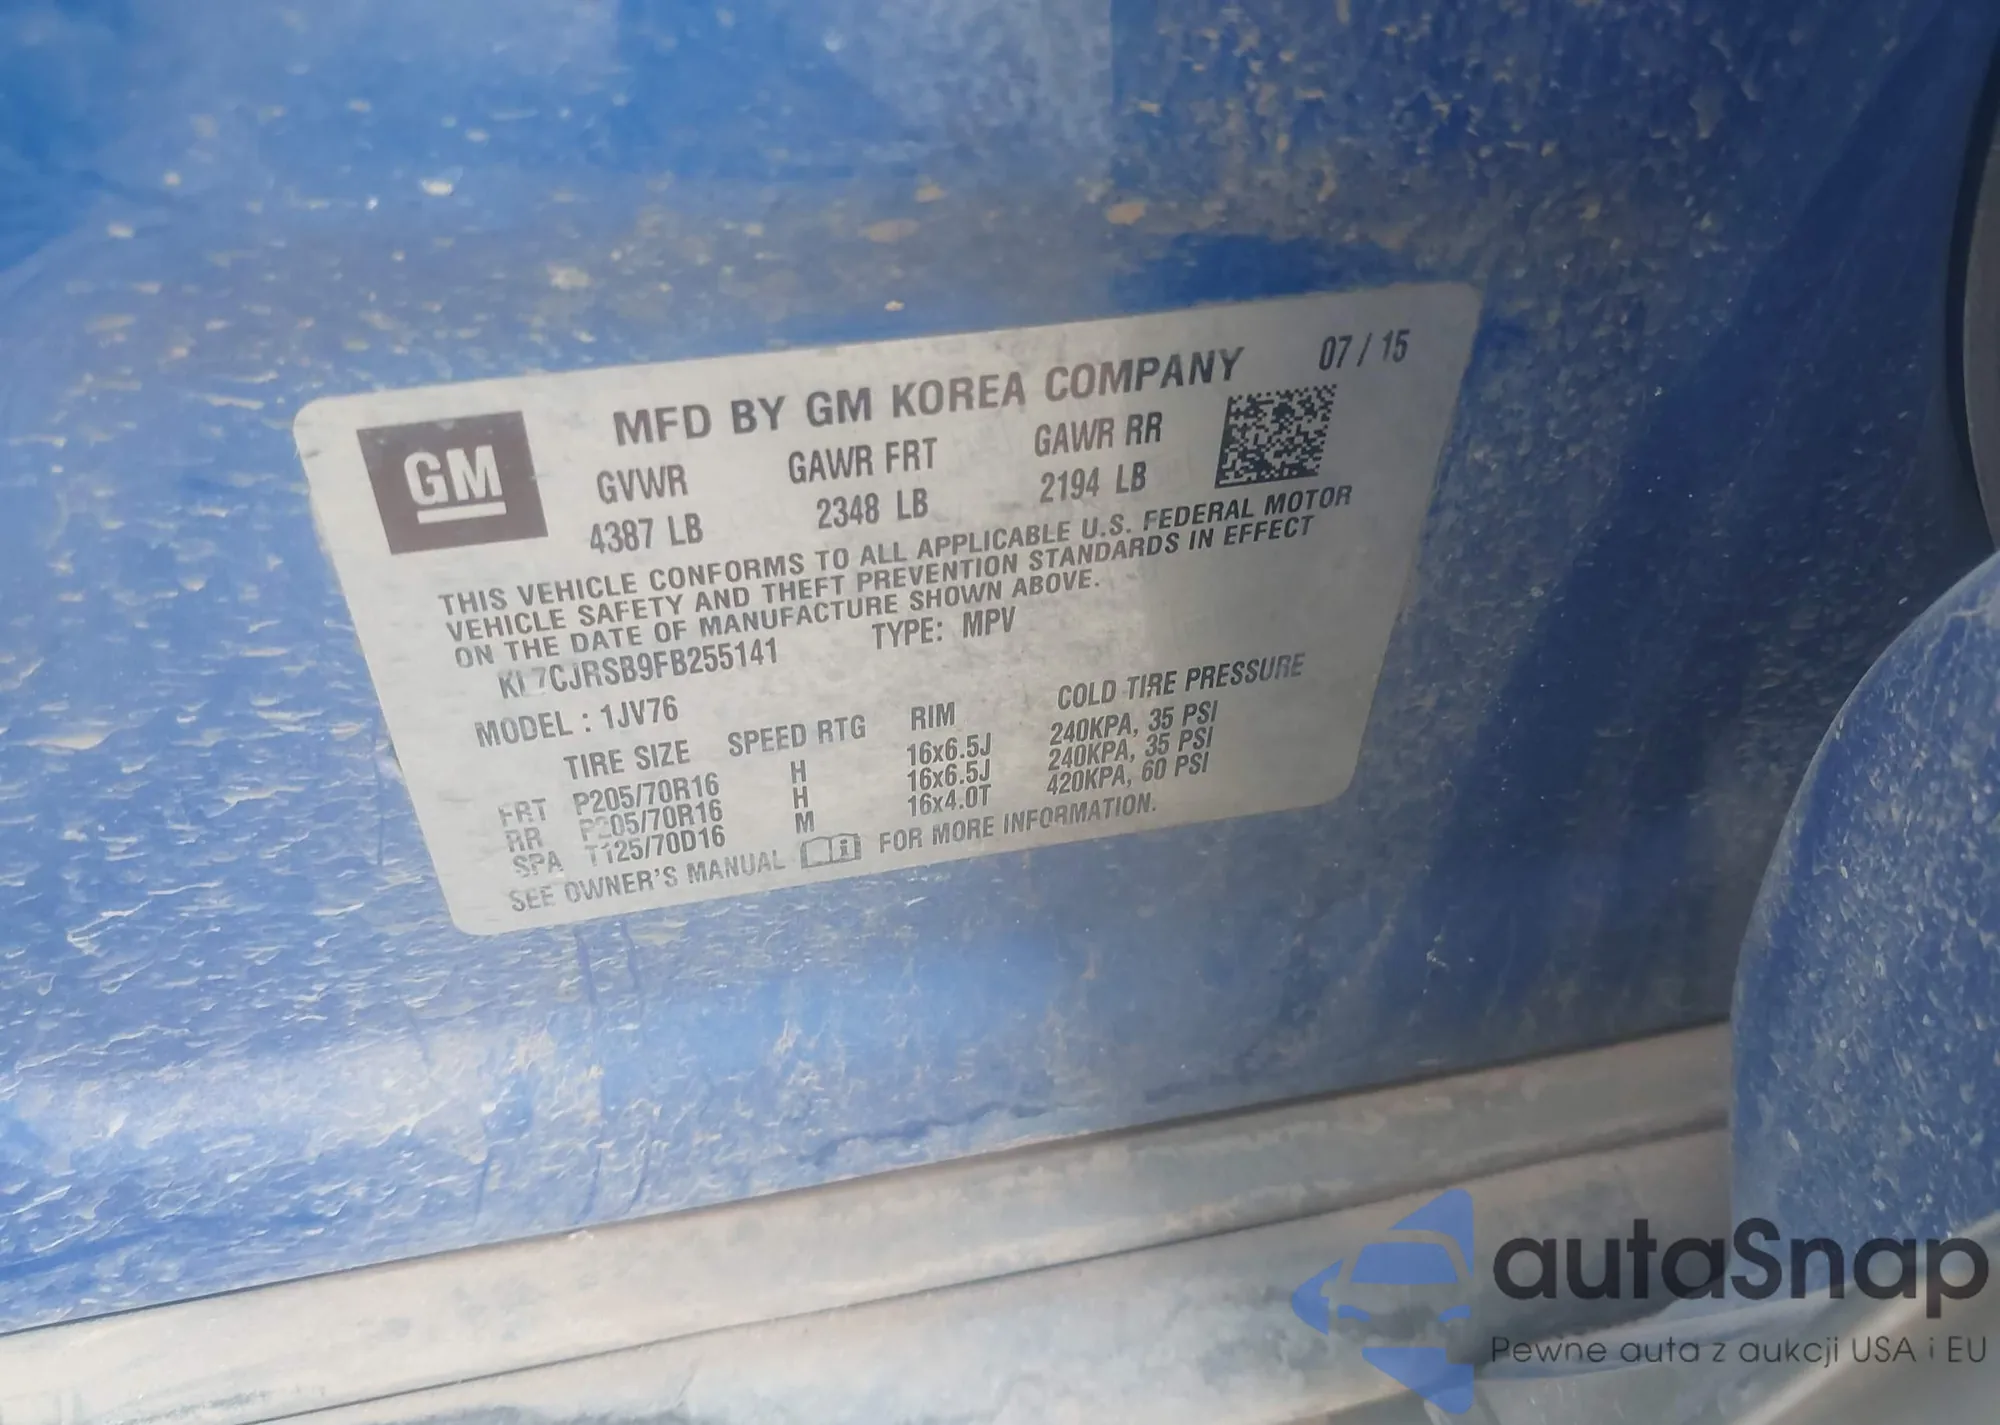 MFD BY GM KOREA COMPANY 07 / 15
GM
GVWR GAWR FRT GAWR RR
4387 LB 2348 LB 2194 LB
THIS VEHICLE CONFORMS TO ALL APPLICABLE U.S. FEDERAL MOTOR
VEHICLE SAFETY AND THEFT PREVENTION STANDARDS IN EFFECT
ON THE DATE OF MANUFACTURE SHOWN ABOVE.
KL7CJRSB9FB255141 TYPE: MPV
MODEL : 1JV76
TIRE SIZE SPEED RTG RIM COLD TIRE PRESSURE
FRT P205/70R16 H 16x6.5J 240KPA, 35 PSI
RR P205/70R16 H 16x6.5J 240KPA, 35 PSI
SPA T125/70D16 M 16x4.0T 420KPA, 60 PSI
SEE OWNER'S MANUAL FOR MORE INFORMATION.
autaSnap
Pewne auta z aukcji USA i EU